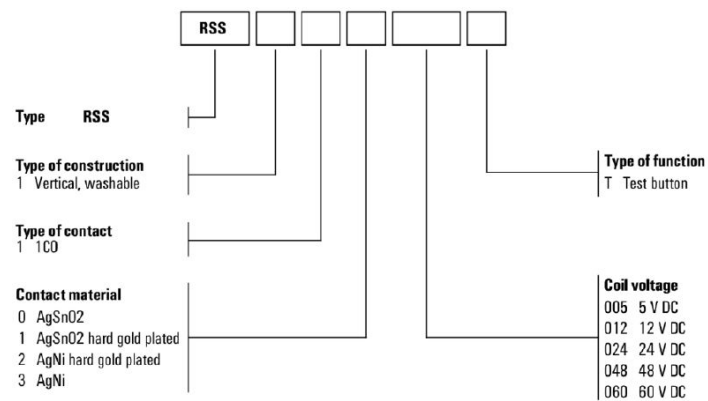 RSS
Type RSS
Type of construction
1 Vertical, washable
Type of contact
1 1CO
Contact material
0 AgSnO2
1 AgSnO2 hard gold plated
2 AgNi hard gold plated
3 AgNi
Type of function
T Test button
Coil voltage
005 5 V DC
012 12 V DC
024 24 V DC
048 48 V DC
060 60 V DC